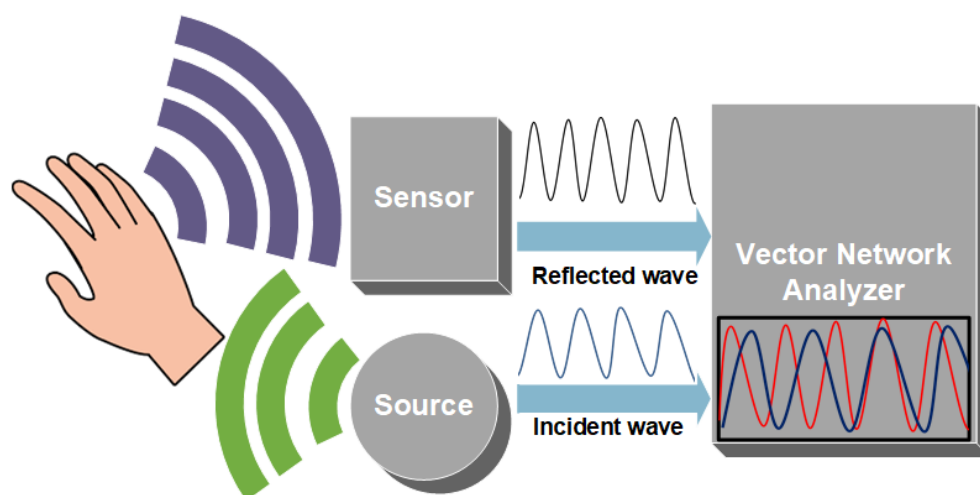 Sensor
Reflected wave
Vector Network
Analyzer
Source
Incident wave